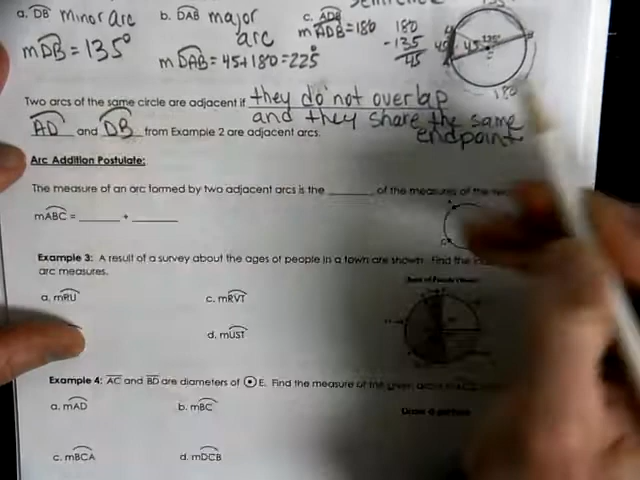 a. DB minor arc b. DAB major arc c. ADB
mDB = 135° mDAB = 45+180 = 225° mADB = 180
180
-135
45
Two arcs of the same circle are adjacent if they do not overlap
and they share the same
endpoint
AD and DB from Example 2 are adjacent arcs.
180
Arc Addition Postulate:
The measure of an arc formed by two adjacent arcs is the ______ of the measures of the
mABC = ______ + ______
Example 3: A result of a survey about the ages of people in a town are shown. Find the
arc measures.
a. mRU c. mRVT
d. mUST
Example 4: AC and BD are diameters of ⊙E. Find the measure of the
a. mAD b. mBC
c. mBCA d. mDCB